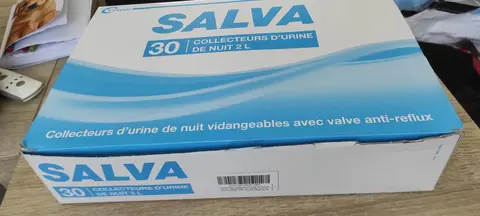 SALVA
30 COLLECTEURS D'URINE
DE NUIT 2 L
Collecteurs d'urine de nuit vidangeables avec valve anti-reflux
SALVA
30 COLLECTEURS D'URINE
DE NUIT 2 L